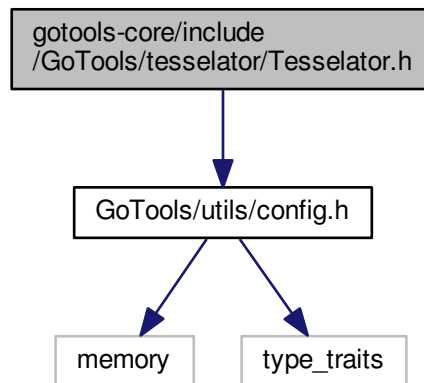 gotools-core/include
/GoTools/tesselator/Tesselator.h
GoTools/utils/config.h
memory
type_traits